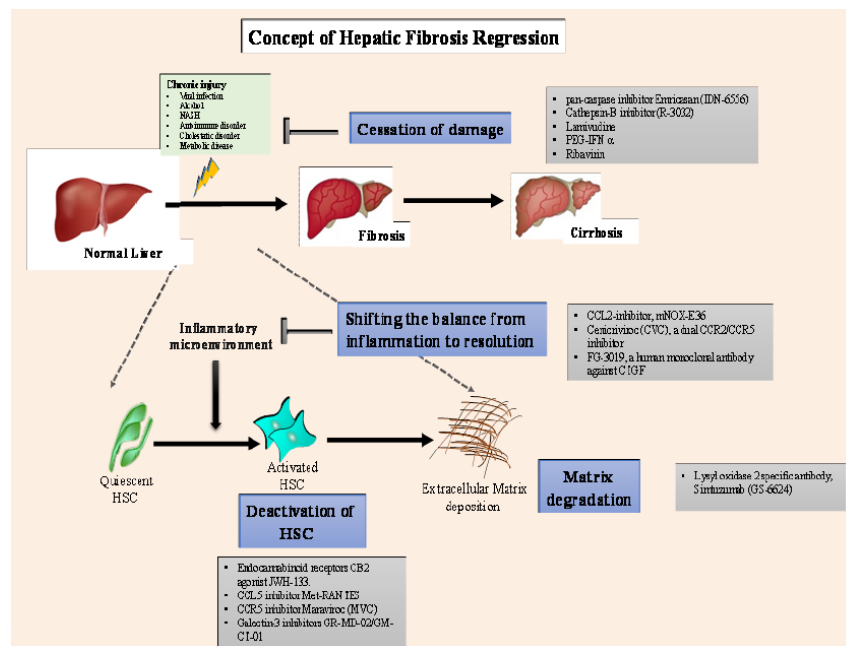 Concept of Hepatic Fibrosis Regression
Chronic injury
• Viral infection
• Alcohol
• NASH
• Autoimmune disorder
• Cholestatic disorder
• Metabolic disease
Cessation of damage
• pan-caspase inhibitor Emricasan (IDN-6556)
• Cathepsin-B inhibitor (R-3032)
• Lamivudine
• PEG-IFN α
• Ribavirin
Normal Liver
Fibrosis
Cirrhosis
Inflammatory
microenvironment
Shifting the balance from
inflammation to resolution
• CCL2-inhibitor, mNOX-E36
• Cenicriviroc (CVC), a dual CCR2/CCR5
inhibitor
• FG-3019, a human monoclonal antibody
against CTGF
Quiescent
HSC
Activated
HSC
Extracellular Matrix
deposition
Matrix
degradation
• Lysyl oxidase 2 specific antibody,
Simtuzumab (GS-6624)
Deactivation of
HSC
• Endocannabinoid receptors CB2
agonist JWH-133.
• CCL5 inhibitor Met-RANTES
• CCR5 inhibitor Maraviroc (MVC)
• Galectin-3 inhibitors GR-MD-02/GM-
CT-01